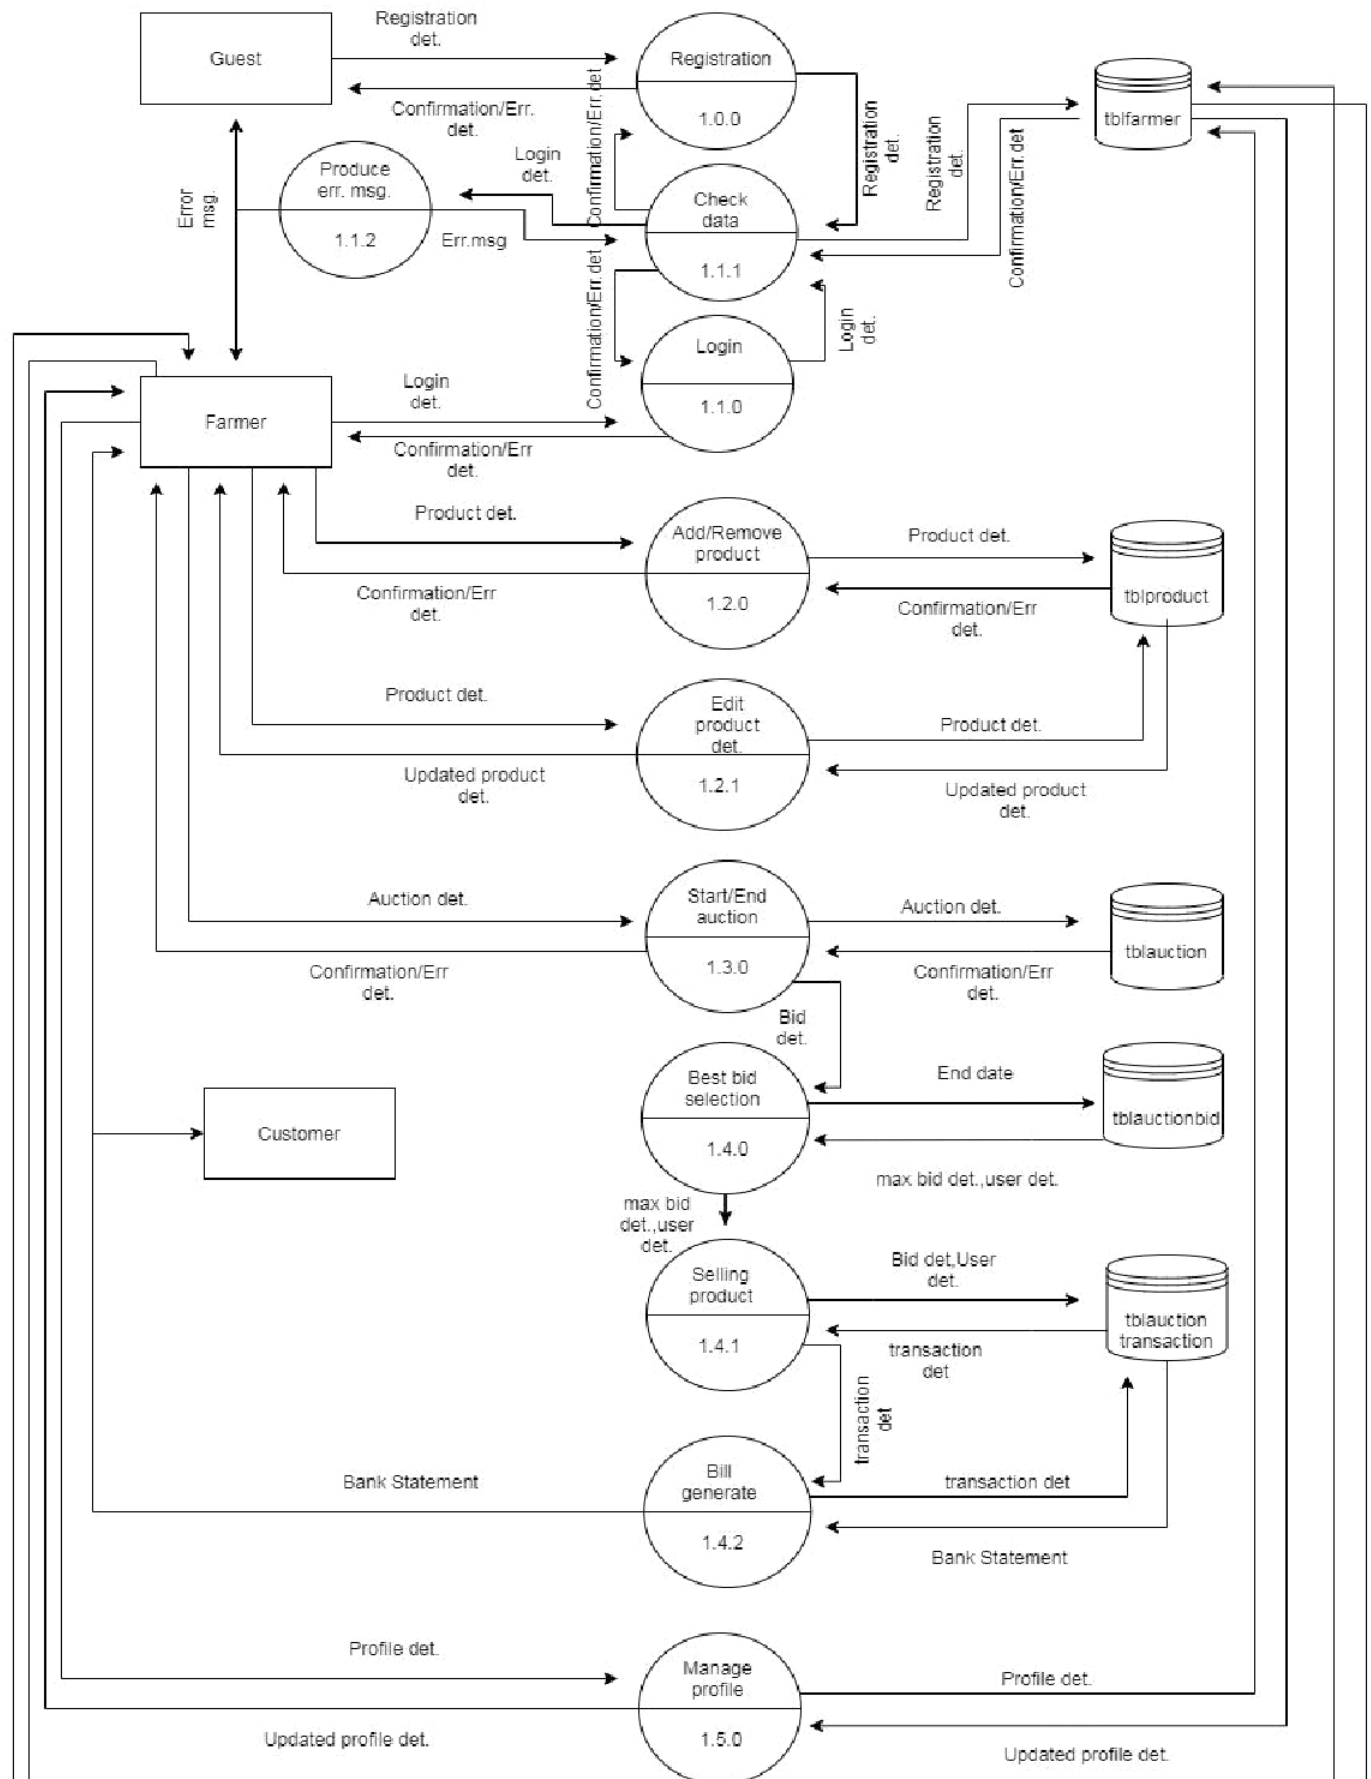 Registration
det.
Guest
Registration
1.0.0
Confirmation/Err.
det.
Confirmation/Err.det
Registration
det.
Registration
det.
Confirmation/Err.det
tblfarmer
Login
det.
Produce
err. msg.
1.1.2
Error
msg.
Err.msg
Check
data
1.1.1
Confirmation/Err.det
Login
det.
Login
1.1.0
Farmer
Login
det.
Confirmation/Err
det.
Product det.
Add/Remove
product
1.2.0
Product det.
Confirmation/Err
det.
Confirmation/Err
det.
tblproduct
Product det.
Edit
product
det.
1.2.1
Product det.
Updated product
det.
Updated product
det.
Auction det.
Start/End
auction
1.3.0
Auction det.
Confirmation/Err
det.
Confirmation/Err
det.
tblauction
Bid
det.
Best bid
selection
1.4.0
End date
tblauctionbid
max bid det.,user det.
Customer
max bid
det.,user
det.
Selling
product
1.4.1
Bid det,User
det.
transaction
det
tblauction
transaction
transaction
det
Bank Statement
Bill
generate
1.4.2
transaction det
Bank Statement
Profile det.
Manage
profile
1.5.0
Profile det.
Updated profile det.
Updated profile det.